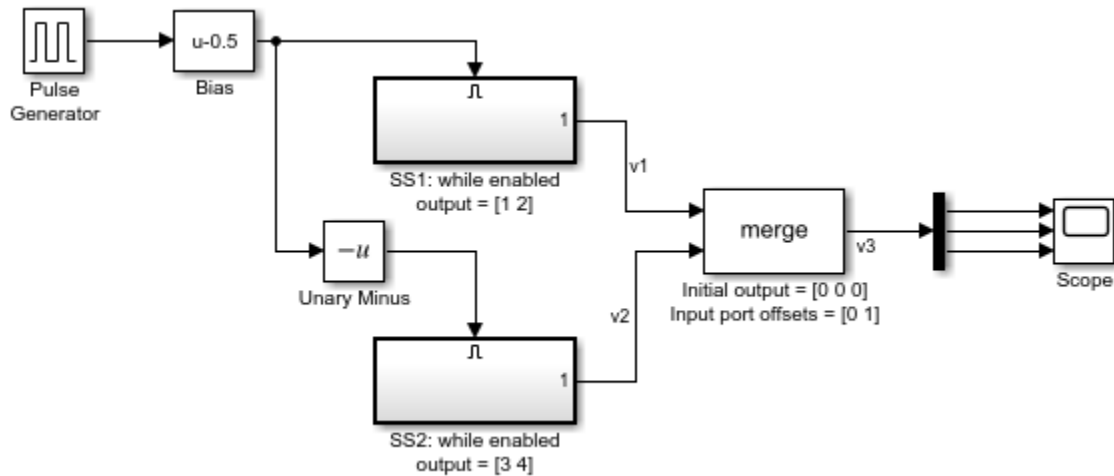 Pulse
Generator
u-0.5
Bias
1
SS1: while enabled
output = [1 2]
v1
−u
Unary Minus
1
SS2: while enabled
output = [3 4]
v2
merge
Initial output = [0 0 0]
Input port offsets = [0 1]
v3
Scope